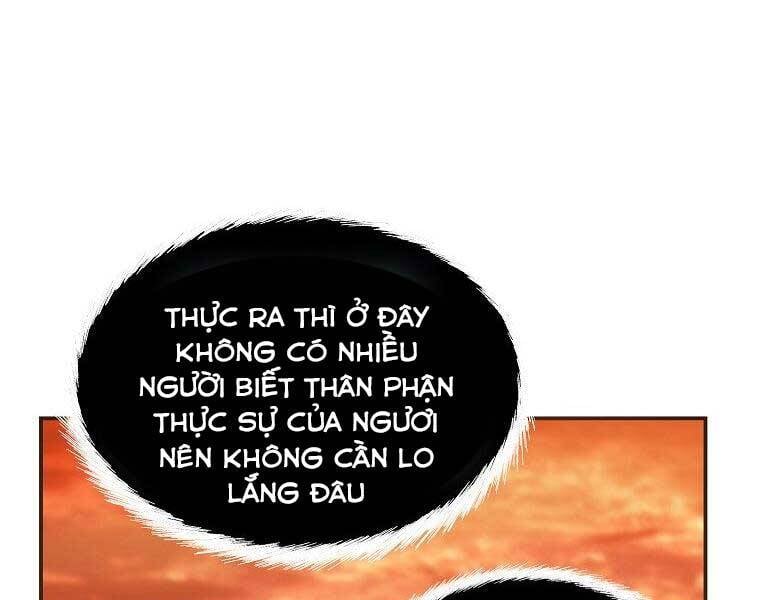 THỰC RA THÌ Ở ĐÂY
KHÔNG CÓ NHIỀU
NGƯỜI BIẾT THÂN PHẬN
THỰC SỰ CỦA NGƯƠI
NÊN KHÔNG CẦN LO
LẮNG ĐÂU